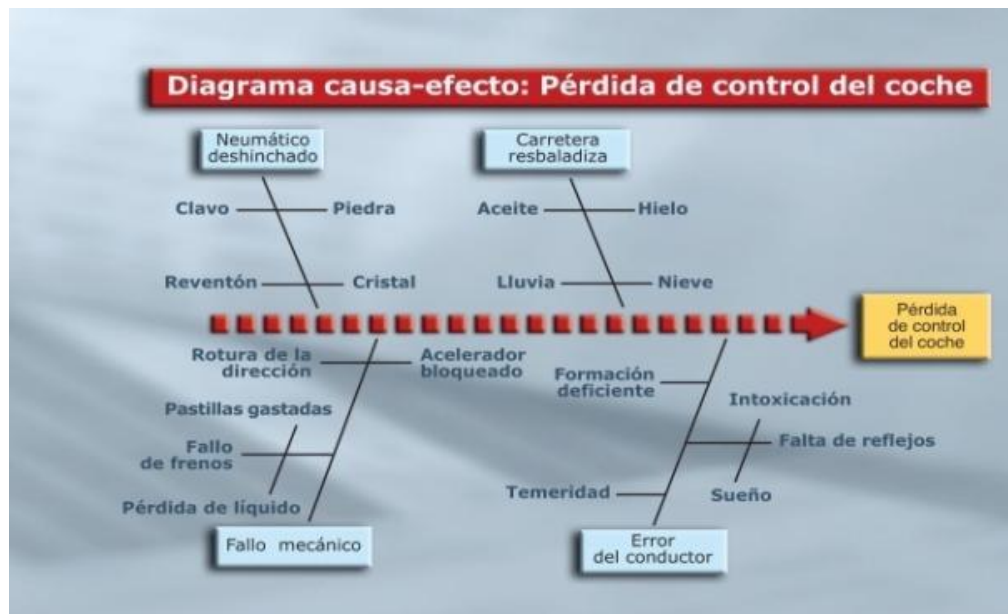 Diagrama causa-efecto: Pérdida de control del coche
Neumático
deshinchado
Carretera
resbaladiza
Clavo
Piedra
Aceite
Hielo
Reventón
Cristal
Lluvia
Nieve
Pérdida
de control
del coche
Rotura de la
dirección
Acelerador
bloqueado
Formación
deficiente
Pastillas gastadas
Intoxicación
Fallo
de frenos
Falta de reflejos
Pérdida de líquido
Temeridad
Sueño
Fallo mecánico
Error
del conductor